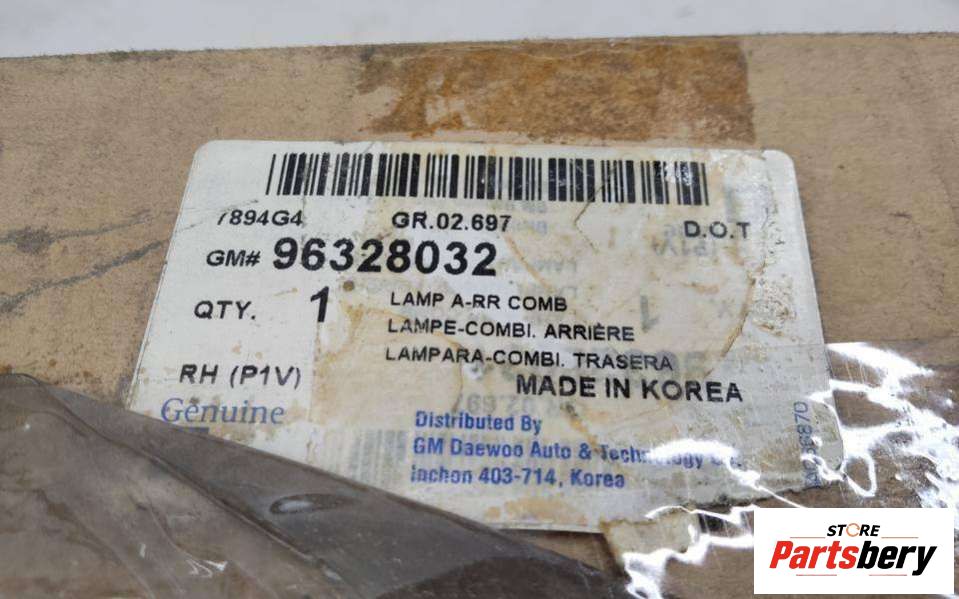 7894G4 GR.02.697 D.O.T
GM# 96328032
QTY. 1 LAMP A-RR COMB
LAMPE-COMBI. ARRIÈRE
LAMPARA-COMBI. TRASERA
RH (P1V) MADE IN KOREA
Genuine
Distributed By
GM Daewoo Auto & Technology
Inchon 403-714, Korea
STORE
Partsbery